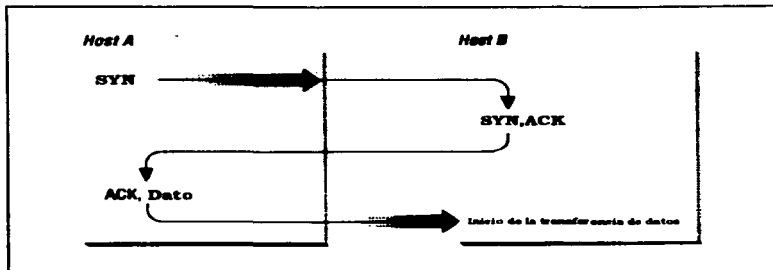 Host A
Host B
SYN
SYN,ACK
ACK, Dato
Inicio de la transferencia de datos